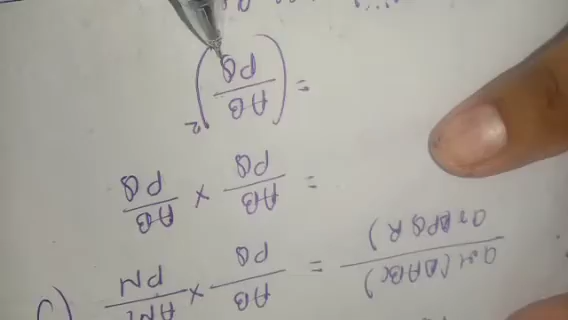 ar(ΔABC) / ar(ΔPQR) = AB / PQ × AM / PN
= AB / PQ × AB / PQ
= (AB / PQ)²